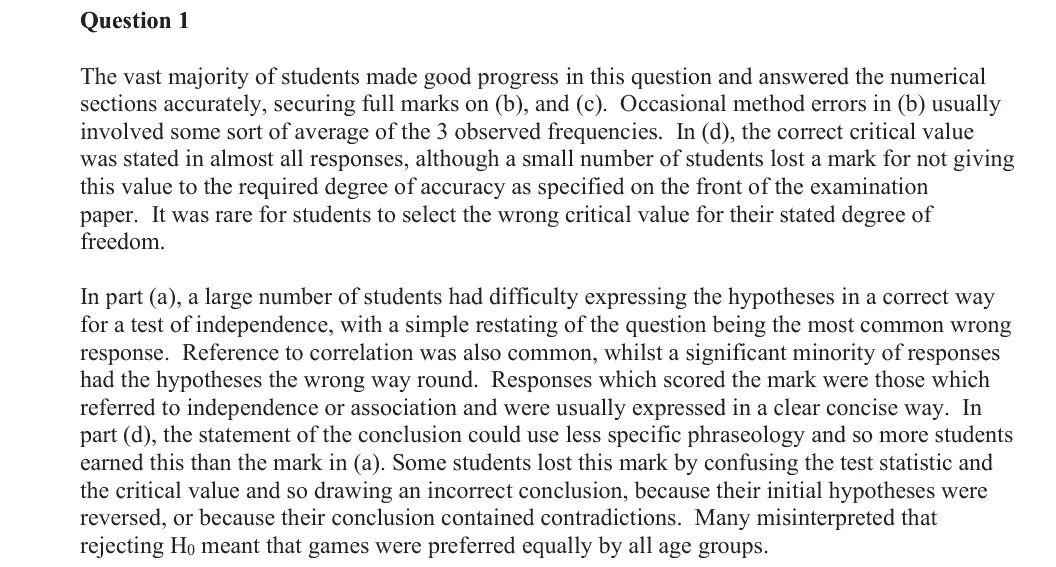 Question 1
The vast majority of students made good progress in this question and answered the numerical
sections accurately, securing full marks on (b), and (c).  Occasional method errors in (b) usually
involved some sort of average of the 3 observed frequencies.  In (d), the correct critical value
was stated in almost all responses, although a small number of students lost a mark for not giving
this value to the required degree of accuracy as specified on the front of the examination
paper.  It was rare for students to select the wrong critical value for their stated degree of
freedom.
In part (a), a large number of students had difficulty expressing the hypotheses in a correct way
for a test of independence, with a simple restating of the question being the most common wrong
response.  Reference to correlation was also common, whilst a significant minority of responses
had the hypotheses the wrong way round.  Responses which scored the mark were those which
referred to independence or association and were usually expressed in a clear concise way.  In
part (d), the statement of the conclusion could use less specific phraseology and so more students
earned this than the mark in (a). Some students lost this mark by confusing the test statistic and
the critical value and so drawing an incorrect conclusion, because their initial hypotheses were
reversed, or because their conclusion contained contradictions.  Many misinterpreted that
rejecting H₀ meant that games were preferred equally by all age groups.